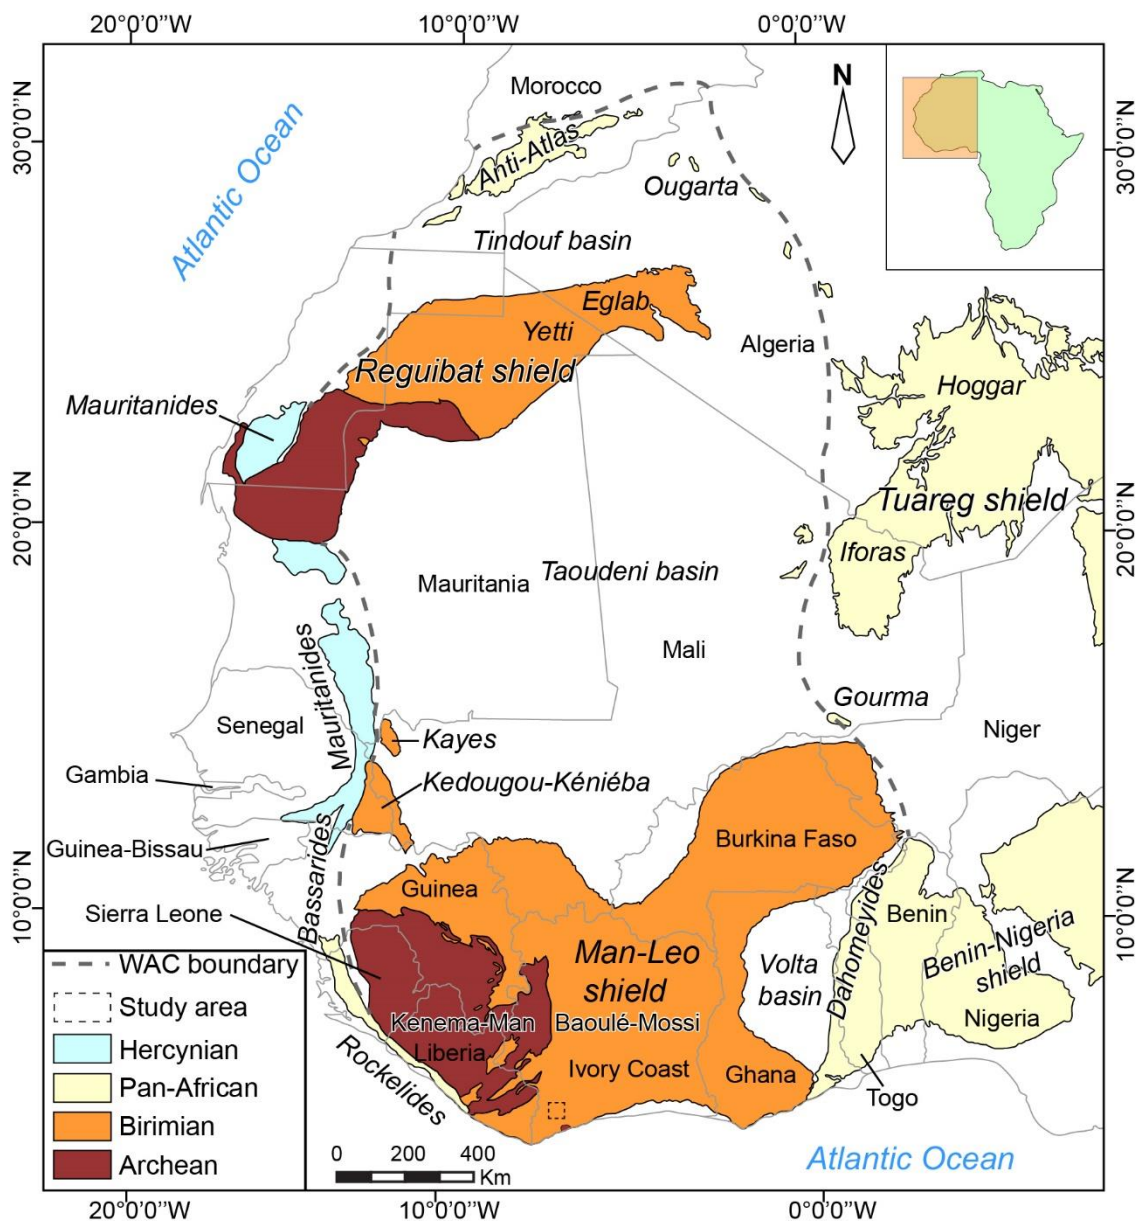 20°0'0’’W
10°0'0’’W
0°0'0’’W
30°0'0’’N
20°0'0’’N
10°0'0’’N
Atlantic Ocean
Morocco
N
Anti-Atlas
Ougarta
Tindouf basin
30°0'0’’N
Eglab
Yetti
Algeria
Reguibat shield
Hoggar
Mauritanides
Tuareg shield
Iforas
20°0'0’’N
Mauritania
Taoudeni basin
Mali
Mauritanides
Senegal
Gourma
Niger
Kayes
Gambia
Kedougou-Kéniéba
Guinea-Bissau
Burkina Faso
Bassarides
Guinea
Sierra Leone
Benin
Dahomeyides
Benin-Nigeria
shield
10°0'0’’N
Man-Leo
shield
Volta
basin
Kenema-Man
Baoulé-Mossi
Nigeria
Liberia
Ivory Coast
Ghana
Togo
Rockelides
WAC boundary
Study area
Hercynian
Pan-African
Birimian
Archean
0 200 400
Km
Atlantic Ocean
20°0'0’’W
10°0'0’’W
0°0'0’’W